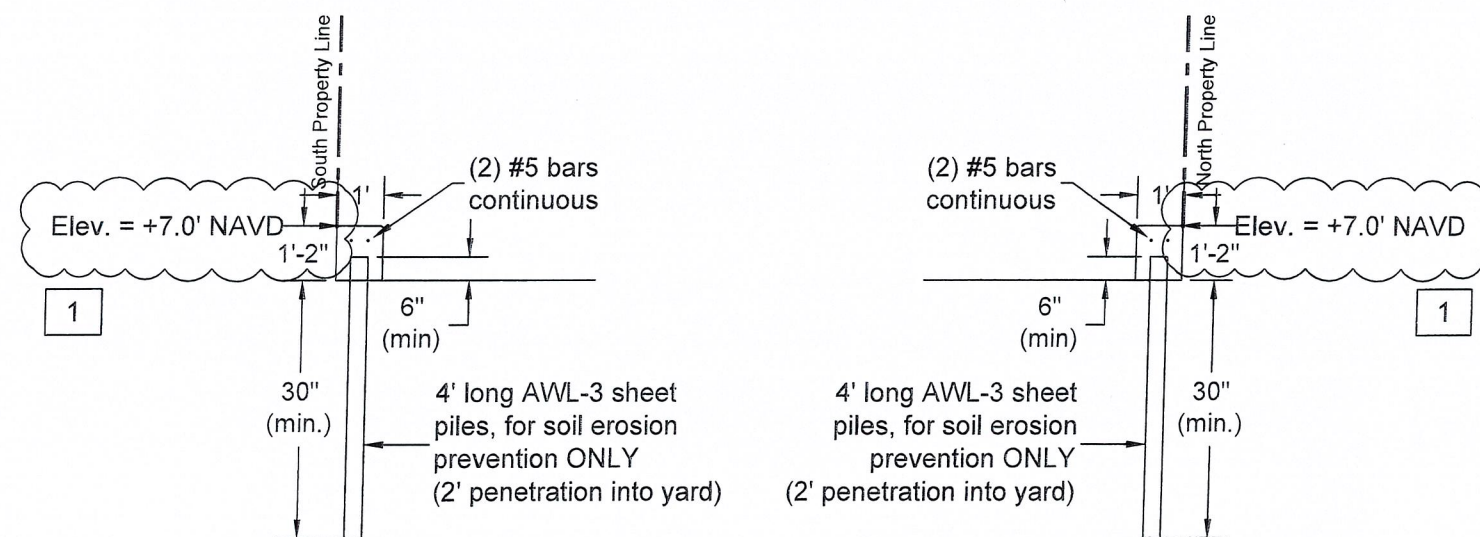 South Property Line
1'
(2) #5 bars
continuous
Elev. = +7.0' NAVD
1'-2"
1
6"
(min)
30"
(min.)
4' long AWL-3 sheet
piles, for soil erosion
prevention ONLY
(2' penetration into yard)
North Property Line
(2) #5 bars
continuous
1'
Elev. = +7.0' NAVD
1'-2"
1
6"
(min)
4' long AWL-3 sheet
piles, for soil erosion
prevention ONLY
(2' penetration into yard)
30"
(min.)